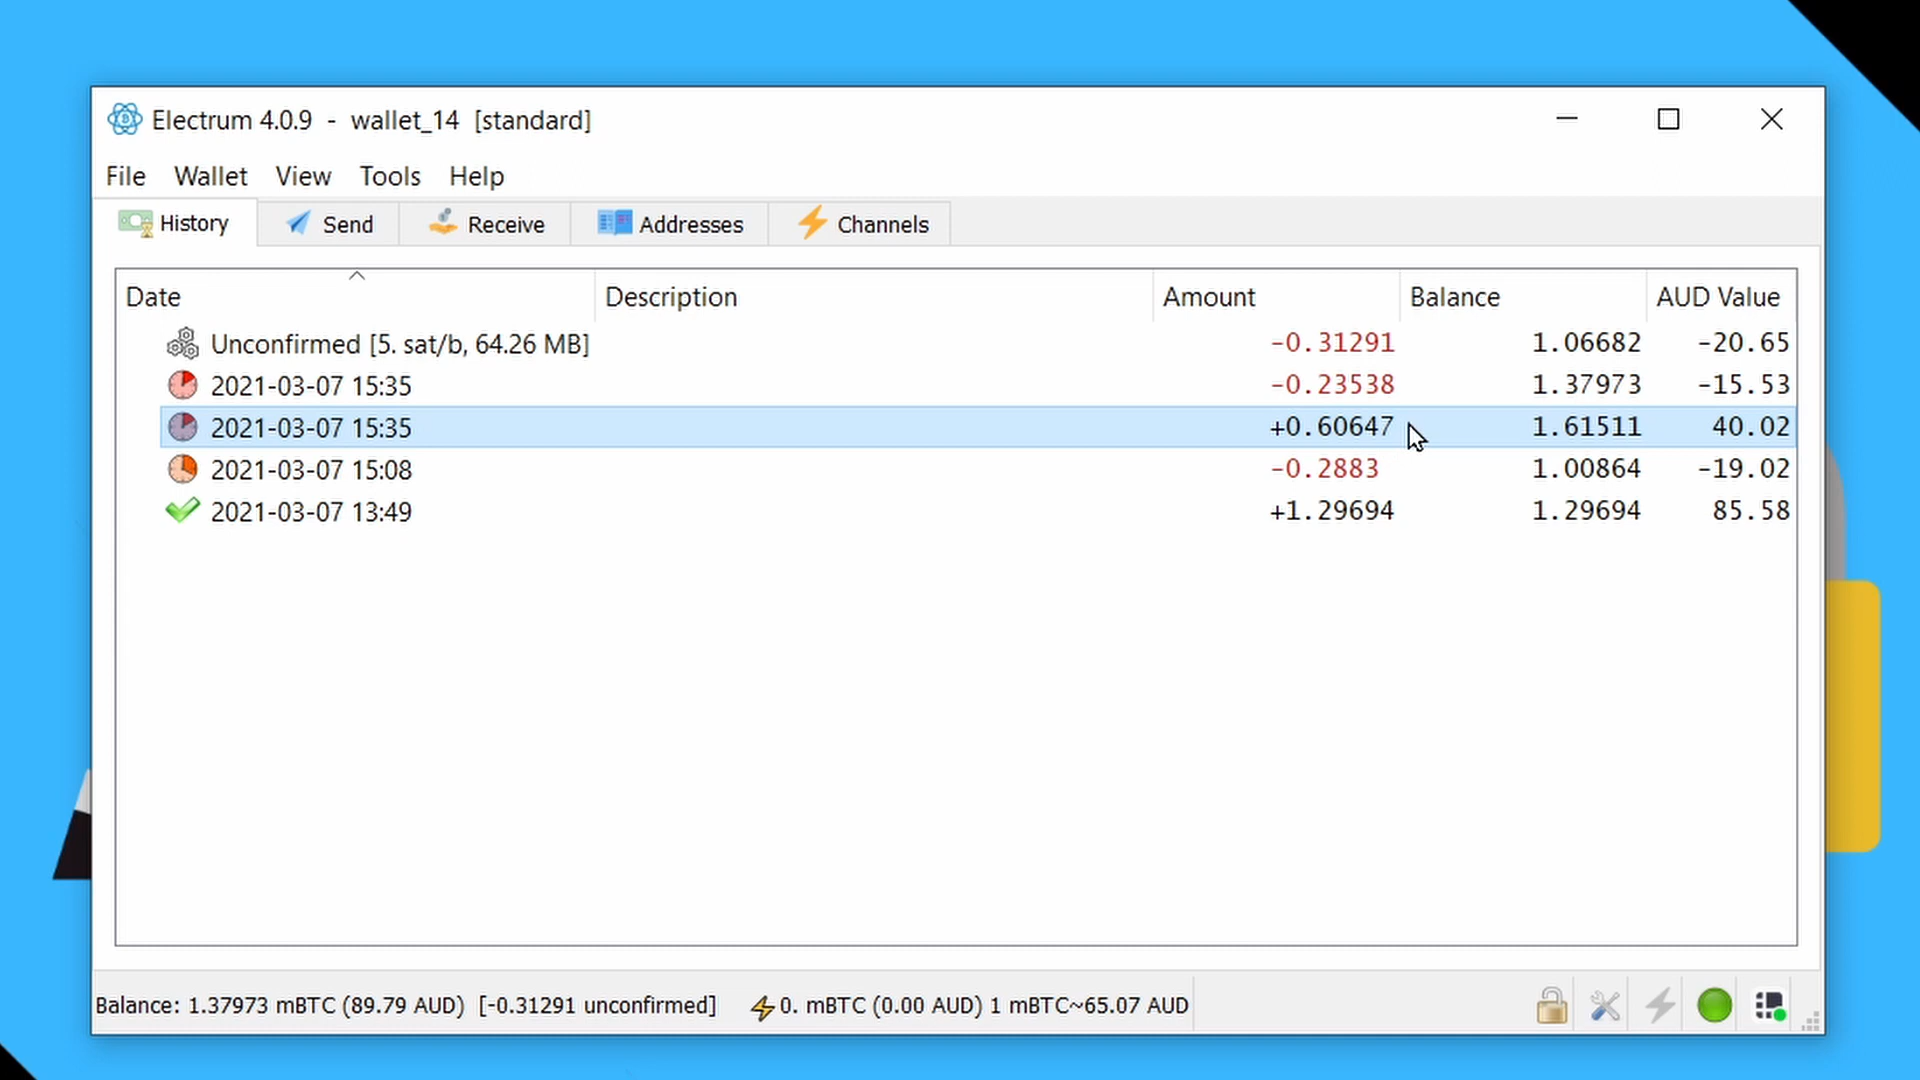 Electrum 4.0.9 - wallet_14 [standard]
File Wallet View Tools Help
History Send Receive Addresses Channels
Date Description Amount Balance AUD Value
Unconfirmed [5. sat/b, 64.26 MB] -0.31291 1.06682 -20.65
2021-03-07 15:35 -0.23538 1.37973 -15.53
2021-03-07 15:35 +0.60647 1.61511 40.02
2021-03-07 15:08 -0.2883 1.00864 -19.02
2021-03-07 13:49 +1.29694 1.29694 85.58
Balance: 1.37973 mBTC (89.79 AUD) [-0.31291 unconfirmed] 0. mBTC (0.00 AUD) 1 mBTC~65.07 AUD